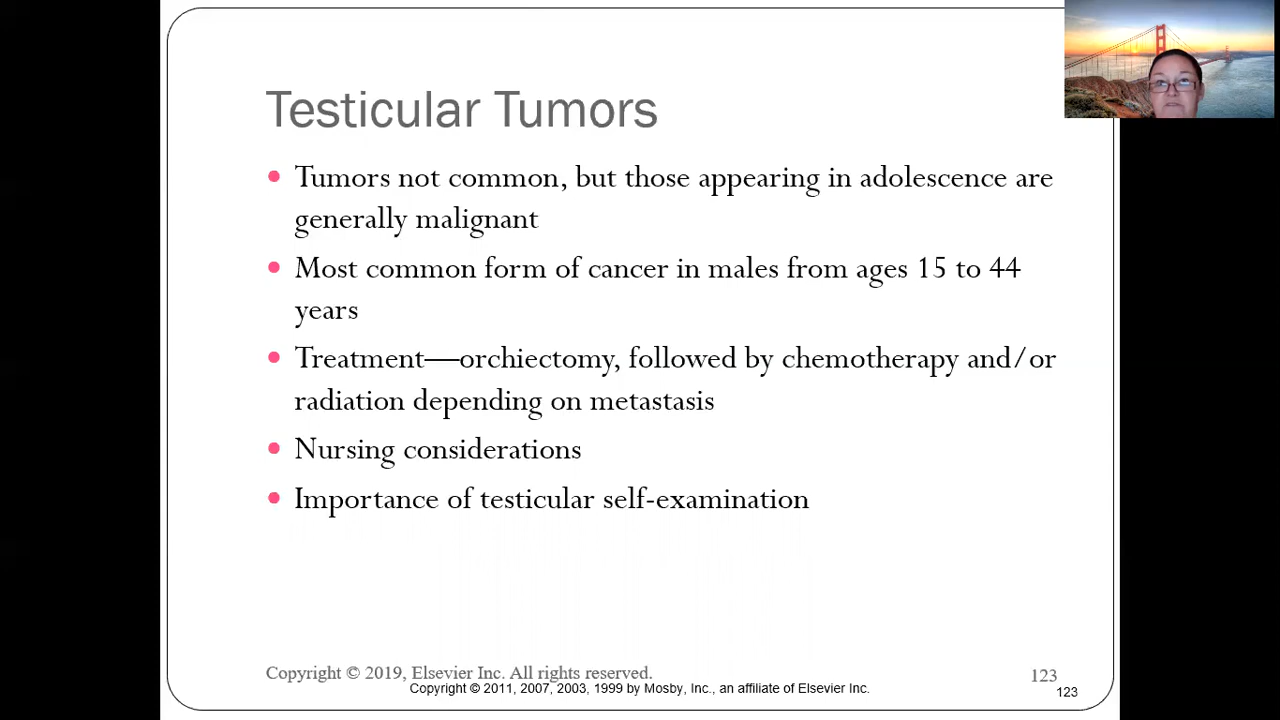 Testicular Tumors
Tumors not common, but those appearing in adolescence are
generally malignant
Most common form of cancer in males from ages 15 to 44
years
Treatment—orchiectomy, followed by chemotherapy and/or
radiation depending on metastasis
Nursing considerations
Importance of testicular self-examination
Copyright © 2019, Elsevier Inc. All rights reserved.
123
Copyright © 2011, 2007, 2003, 1999 by Mosby, Inc., an affiliate of Elsevier Inc.
123